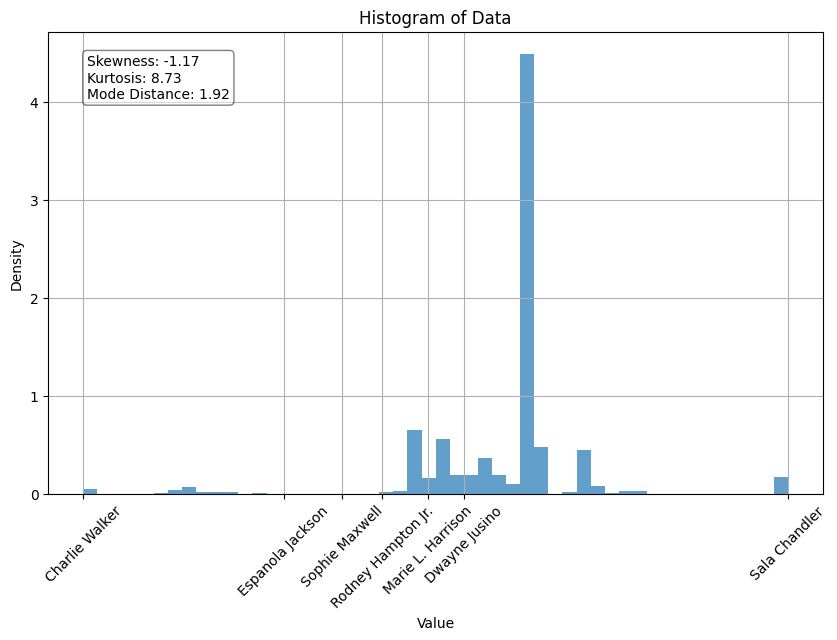 Histogram of Data
Skewness: -1.17
Kurtosis: 8.73
Mode Distance: 1.92
4
3
2
1
0
Density
Charlie Walker
Espanola Jackson
Sophie Maxwell
Rodney Hampton Jr.
Marie L. Harrison
Dwayne Jusino
Sala Chandler
Value